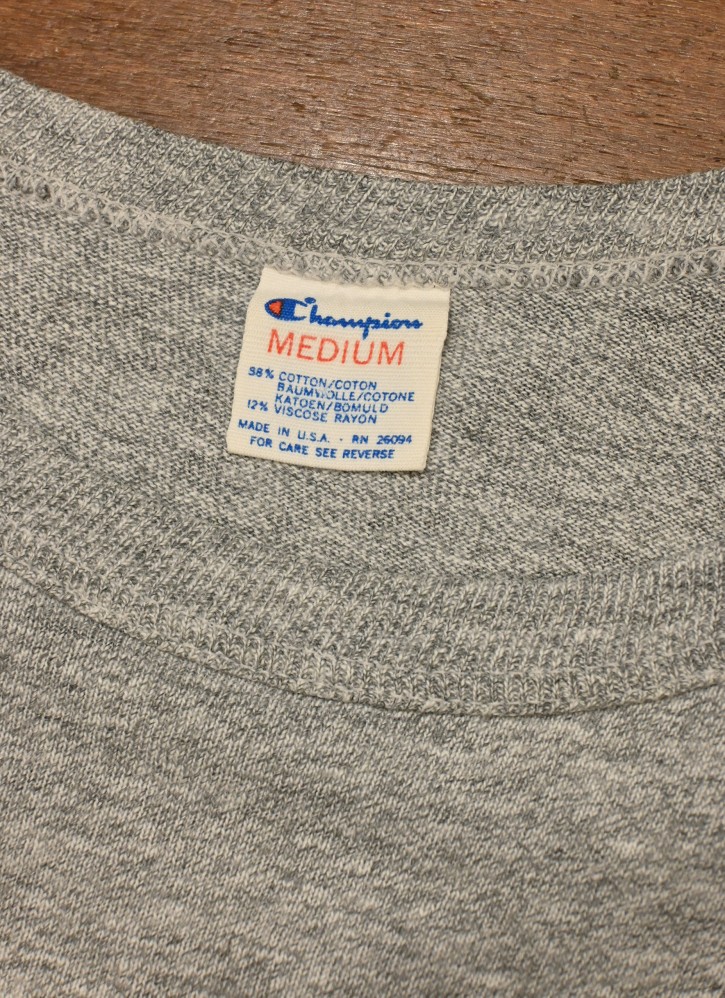 Champion
MEDIUM
88% COTTON/COTON
BAUMWOLLE/COTONE
KATOEN/BOMULD
12% VISCOSE RAYON
MADE IN U.S.A. - RN 26094
FOR CARE SEE REVERSE